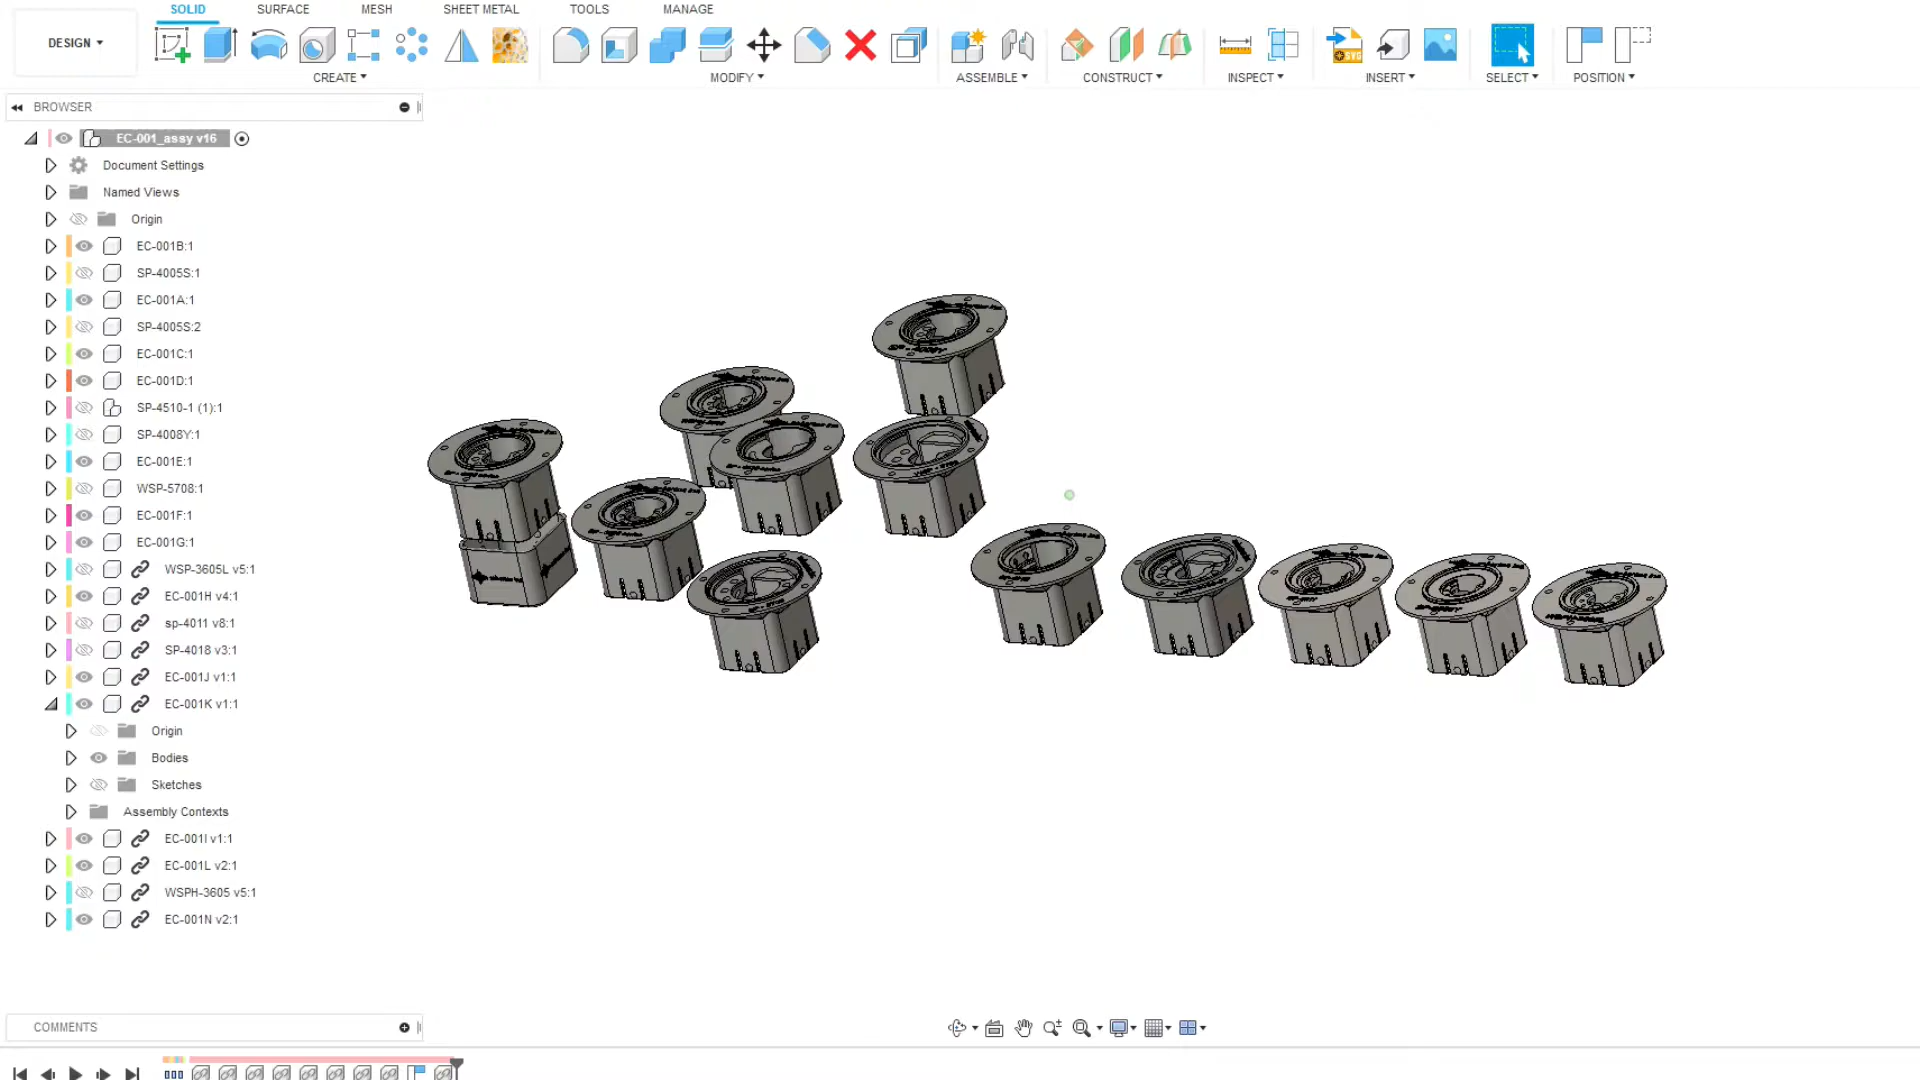 SOLID SURFACE MESH SHEET METAL TOOLS MANAGE
DESIGN
SVG
CREATE MODIFY ASSEMBLE CONSTRUCT INSPECT INSERT SELECT POSITION
BROWSER
EC-001_assy v16
Document Settings
Named Views
Origin
EC-001B:1
SP-4005S:1
EC-001A:1
SP-4005S:2
EC-001C:1
EC-001D:1
SP-4510-1 (1):1
SP-4008Y:1
EC-001E:1
WSP-5708:1
EC-001F:1
EC-001G:1
WSP-3605L v5:1
EC-001H v4:1
sp-4011 v8:1
SP-4018 v3:1
EC-001J v1:1
EC-001K v1:1
Origin
Bodies
Sketches
Assembly Contexts
EC-001I v1:1
EC-001L v2:1
WSPH-3605 v5:1
EC-001N v2:1
COMMENTS